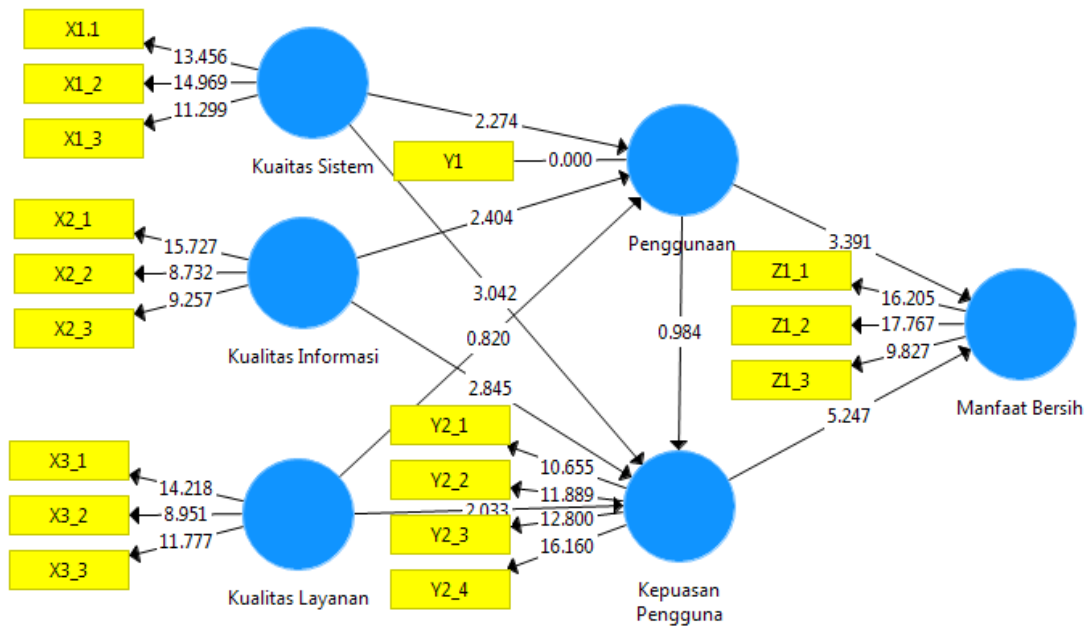 X1.1
13.456
X1_2
14.969
X1_3
11.299
Kuaitas Sistem
2.274
Y1
0.000
Penggunaan
X2_1
15.727
X2_2
8.732
X2_3
9.257
Kualitas Informasi
2.404
3.042
0.820
2.845
0.984
3.391
Z1_1
16.205
Z1_2
17.767
Z1_3
9.827
Manfaat Bersih
5.247
X3_1
14.218
X3_2
8.951
X3_3
11.777
Kualitas Layanan
2.033
Y2_1
10.655
Y2_2
11.889
Y2_3
12.800
Y2_4
16.160
Kepuasan
Pengguna